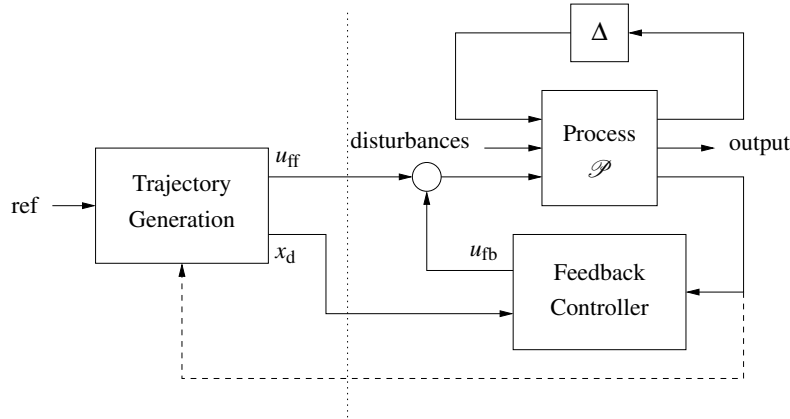 Δ
disturbances
Process
𝒫
output
ref
Trajectory
Generation
u_ff
x_d
u_fb
Feedback
Controller